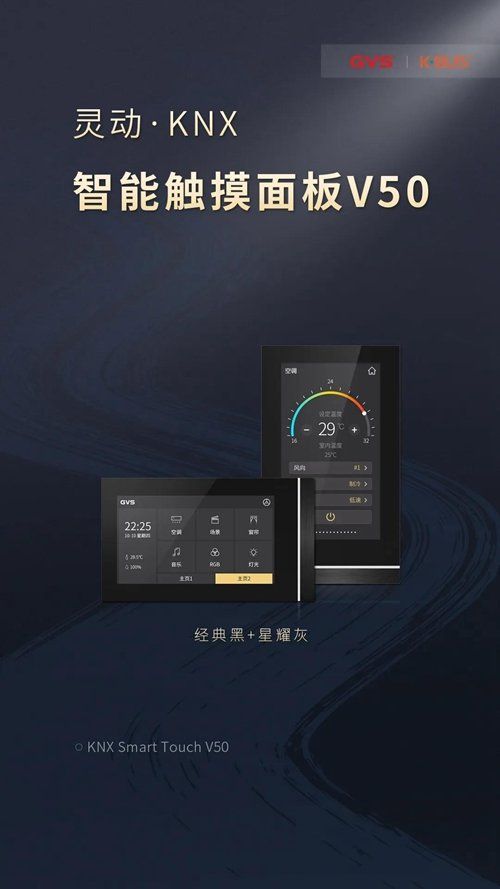 GVS | K-BUS
灵动·KNX
智能触摸面板V50
空调
24
设定温度
− 29℃ +
16 室内温度 32
25℃
风向 #1 >
制冷 >
低速 >
GVS
22:25
10-10 星期四
28.5℃
100%
空调 场景 窗帘
音乐 RGB 灯光
主页1 主页2
经典黑+星耀灰
KNX Smart Touch V50